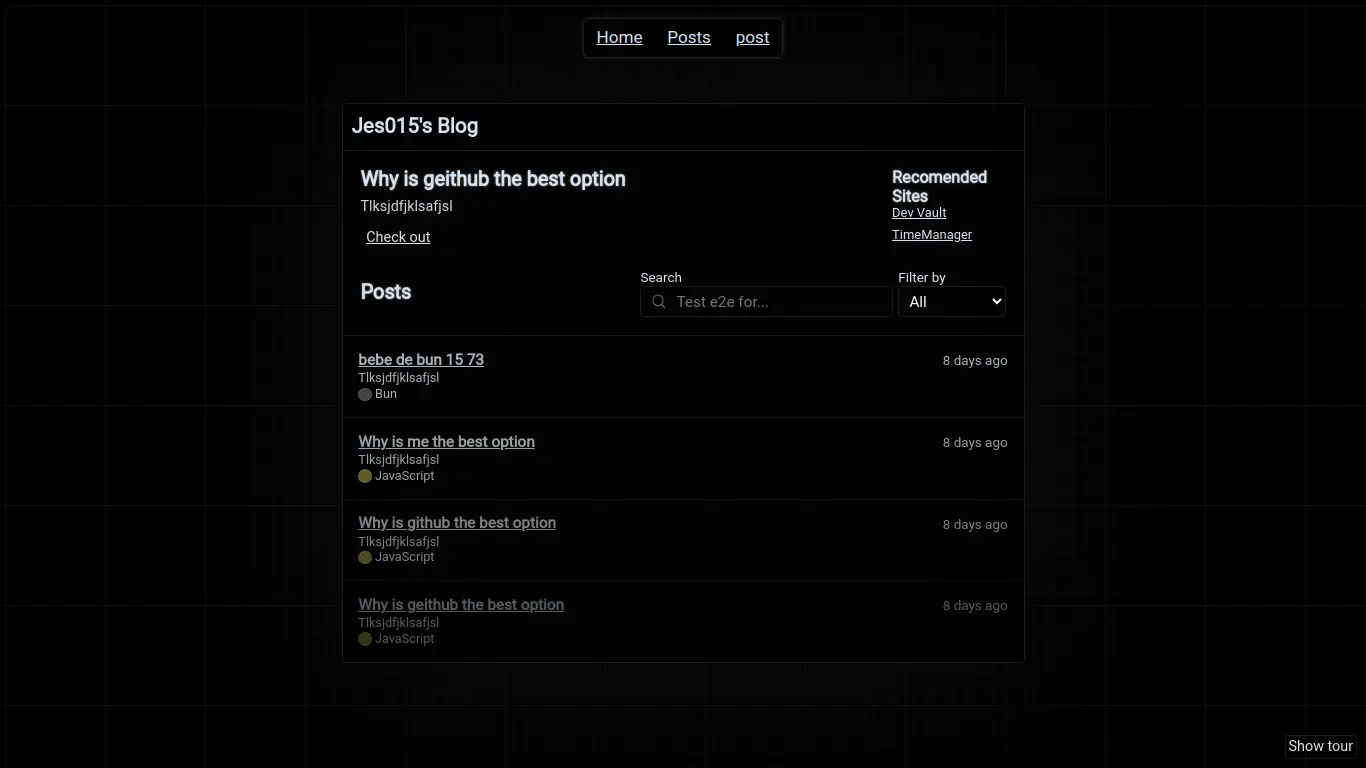 Home Posts post
Jes015's Blog
Why is geithub the best option
Tlksjdfjklsafjsl
Check out
Recomended
Sites
Dev Vault
TimeManager
Posts
Search
Test e2e for...
Filter by
All
bebe de bun 15 73
8 days ago
Tlksjdfjklsafjsl
Bun
Why is me the best option
8 days ago
Tlksjdfjklsafjsl
JavaScript
Why is github the best option
8 days ago
Tlksjdfjklsafjsl
JavaScript
Why is geithub the best option
8 days ago
Tlksjdfjklsafjsl
JavaScript
Show tour